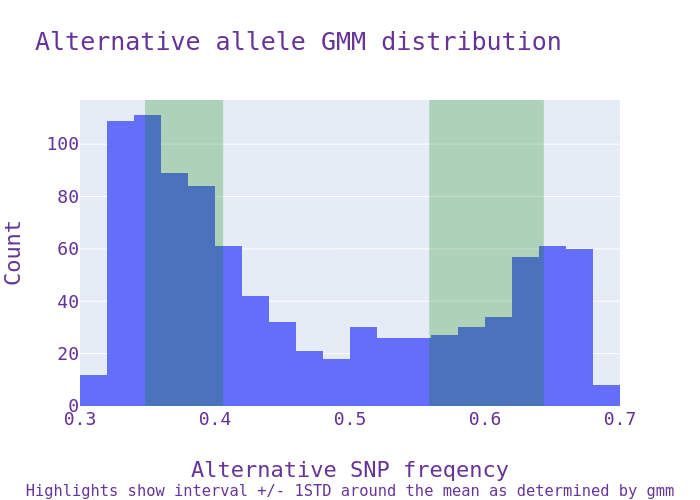 Alternative allele GMM distribution
100
80
60
40
20
0
Count
0.3
0.4
0.5
0.6
0.7
Alternative SNP freqency
Highlights show interval +/- 1STD around the mean as determined by gmm